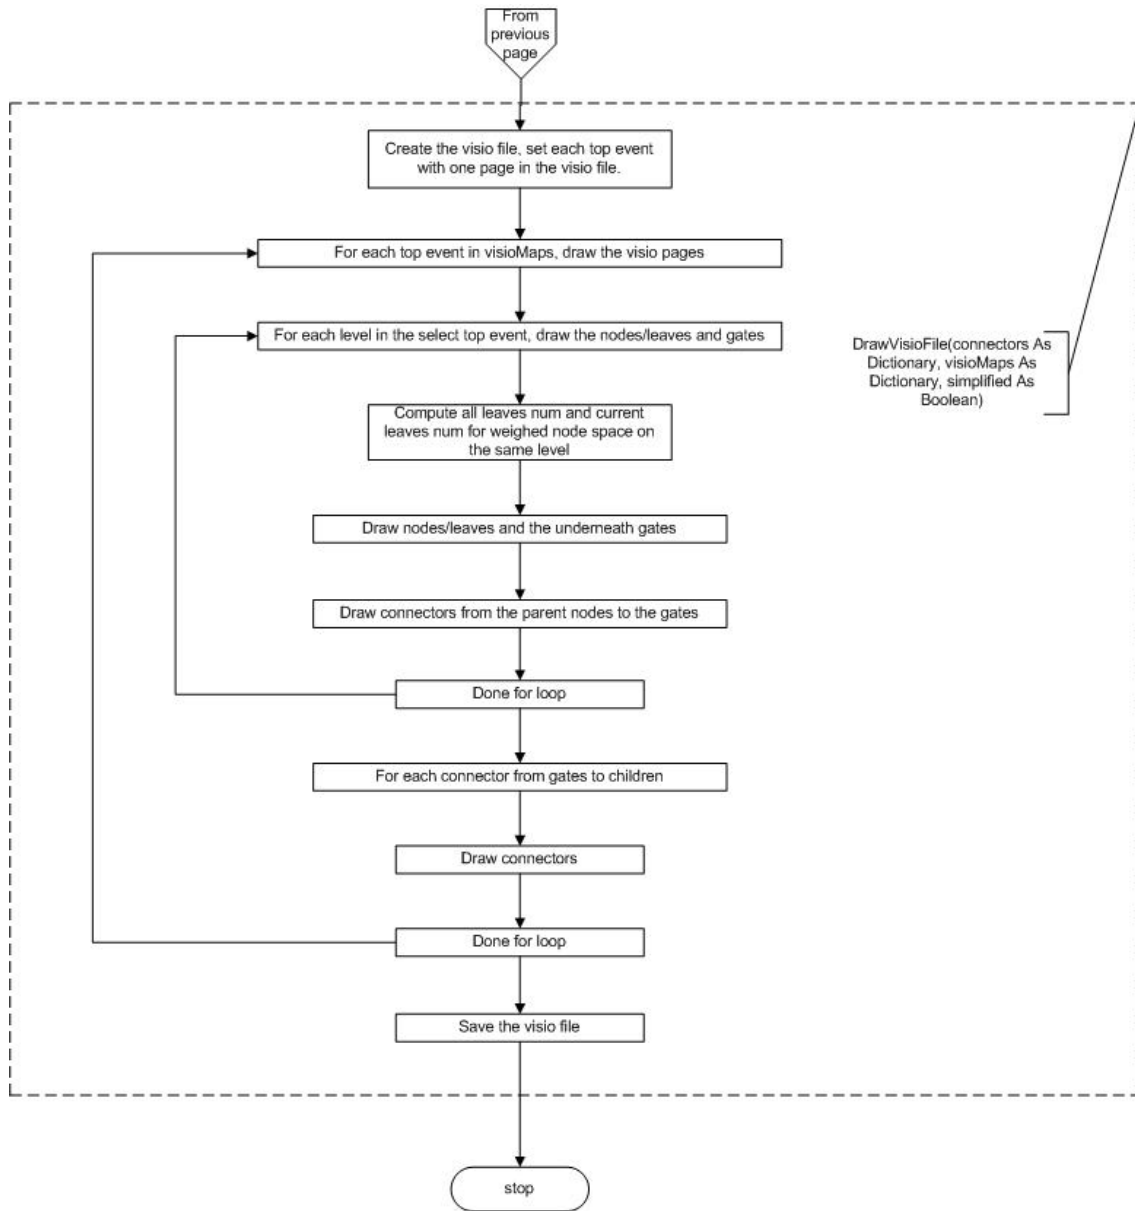 From
previous
page
Create the visio file, set each top event
with one page in the visio file.
For each top event in visioMaps, draw the visio pages
For each level in the select top event, draw the nodes/leaves and gates
DrawVisioFile(connectors As
Dictionary, visioMaps As
Dictionary, simplified As
Boolean)
Compute all leaves num and current
leaves num for weighed node space on
the same level
Draw nodes/leaves and the underneath gates
Draw connectors from the parent nodes to the gates
Done for loop
For each connector from gates to children
Draw connectors
Done for loop
Save the visio file
stop